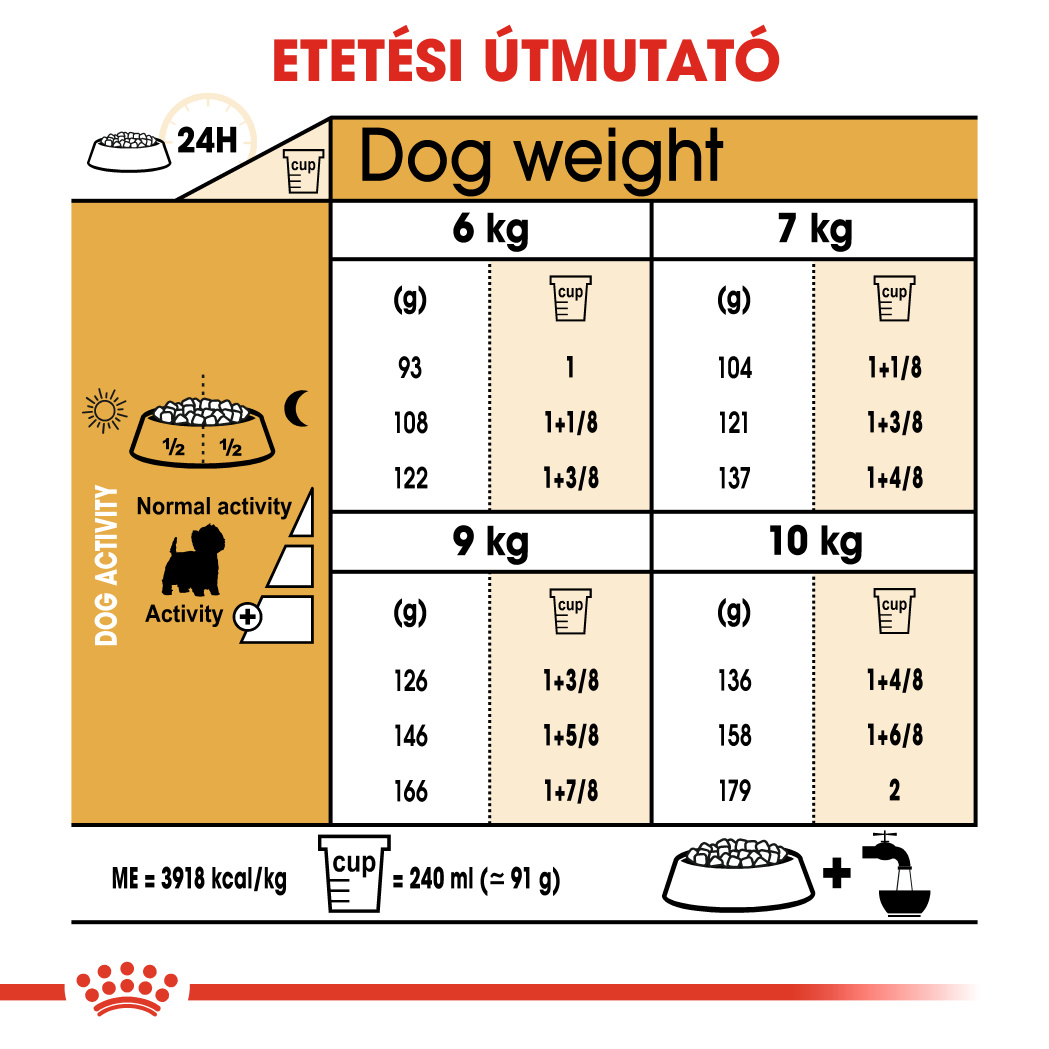 ETETÉSI ÚTMUTATÓ
24H
cup
Dog weight
6 kg 7 kg
(g) cup (g) cup
93 1 104 1+1/8
108 1+1/8 121 1+3/8
122 1+3/8 137 1+4/8
½ ½
DOG ACTIVITY
Normal activity
Activity +
9 kg 10 kg
(g) cup (g) cup
126 1+3/8 136 1+4/8
146 1+5/8 158 1+6/8
166 1+7/8 179 2
ME = 3918 kcal/kg cup = 240 ml (≃ 91 g) +